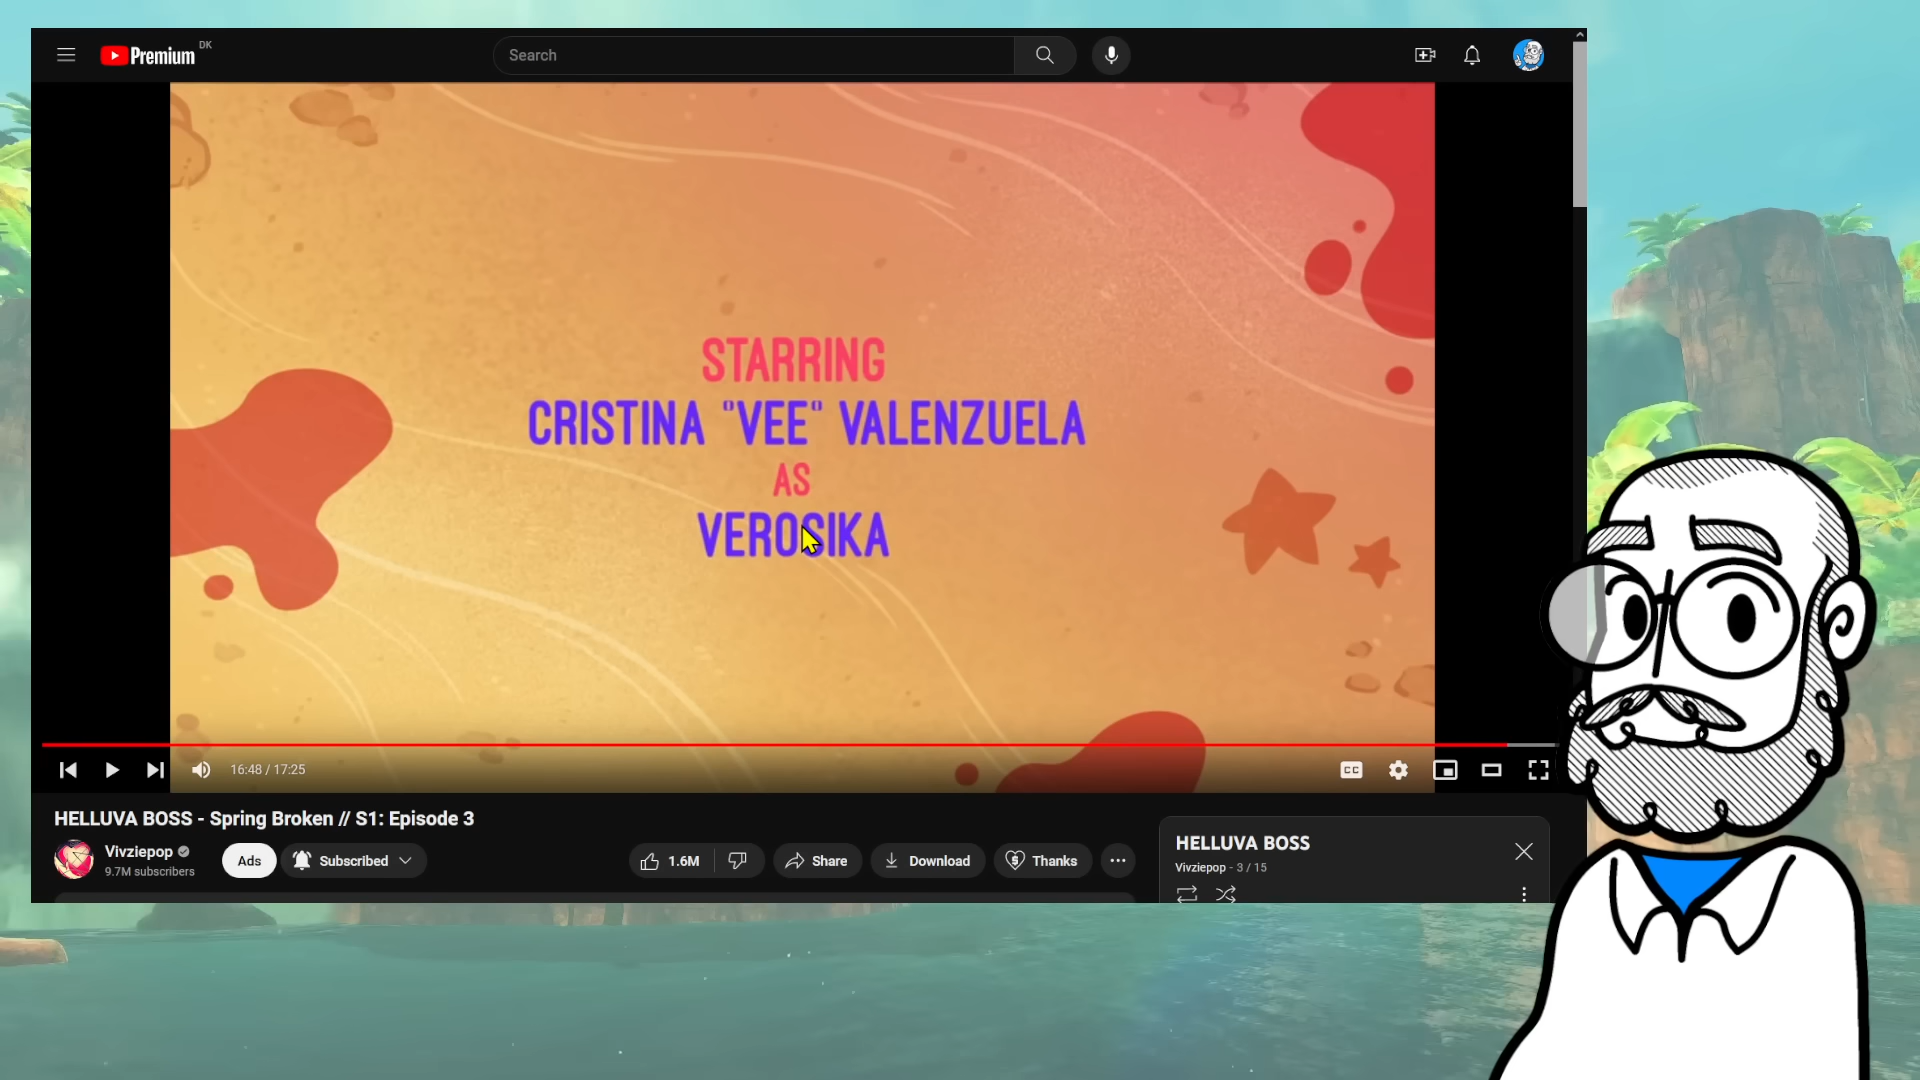 Premium DK
Search
STARRING
CRISTINA "VEE" VALENZUELA
AS
VEROSIKA
16:48 / 17:25
CC
HELLUVA BOSS - Spring Broken // S1: Episode 3
Vivziepop
9.7M subscribers
Ads
Subscribed
1.6M
Share
Download
Thanks
HELLUVA BOSS
Vivziepop - 3 / 15